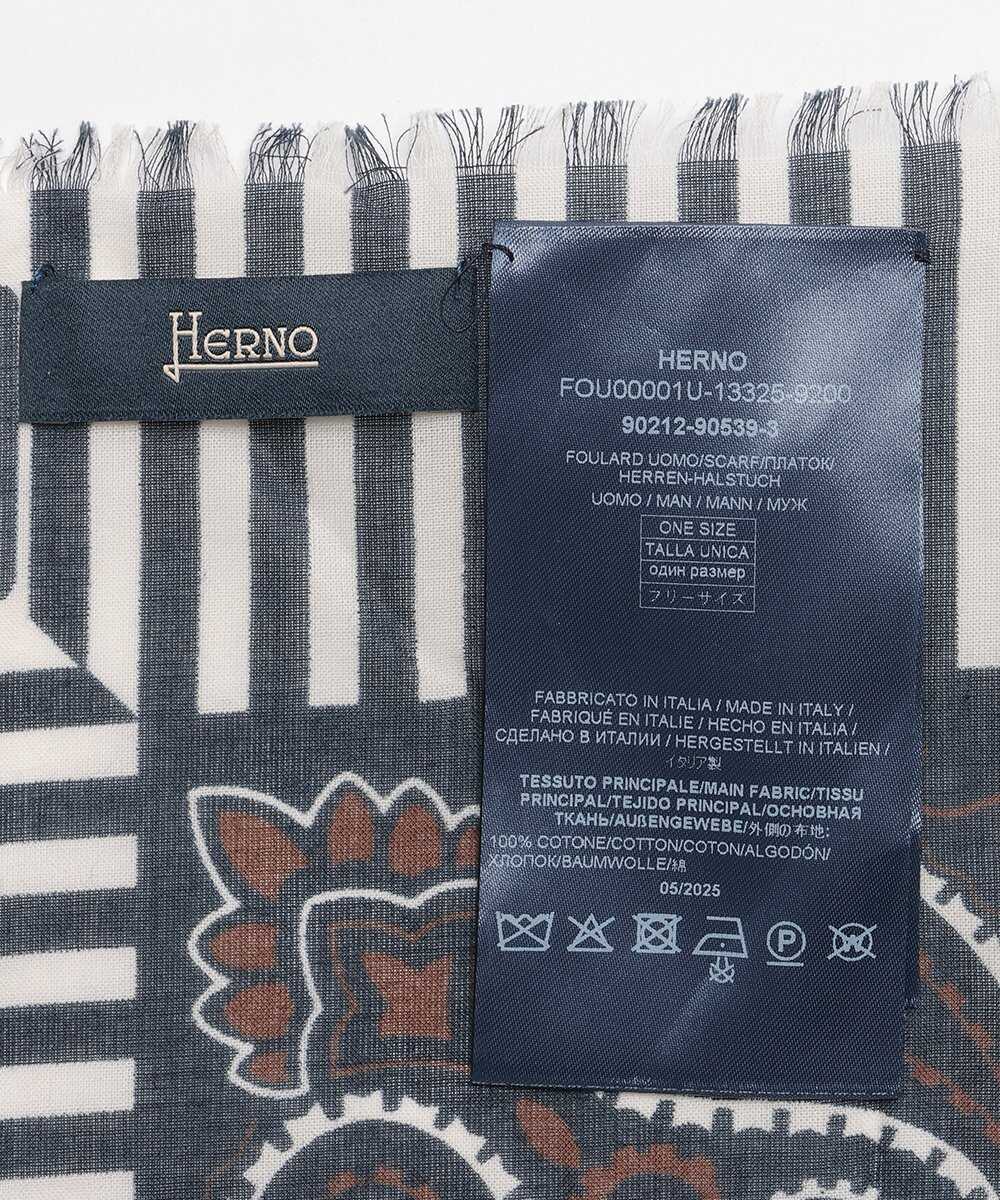 HERNO
HERNO
FOU00001U-13325-9200
90212-90539-3
FOULARD UOMO/SCARF/ПЛАТОК/
HERREN-HALSTUCH
UOMO / MAN / MANN / МУЖ
ONE SIZE
TALLA UNICA
один размер
フリーサイズ
FABBRICATO IN ITALIA / MADE IN ITALY /
FABRIQUÉ EN ITALIE / HECHO EN ITALIA /
СДЕЛАНО В ИТАЛИИ / HERGESTELLT IN ITALIEN /
イタリア製
TESSUTO PRINCIPALE/MAIN FABRIC/TISSU
PRINCIPAL/TEJIDO PRINCIPAL/ОСНОВНАЯ
ТКАНЬ/AUßENGEWEBE/外側の布地:
100% COTONE/COTTON/COTON/ALGODÓN/
ХЛОПОК/BAUMWOLLE/綿
05/2025
P
W